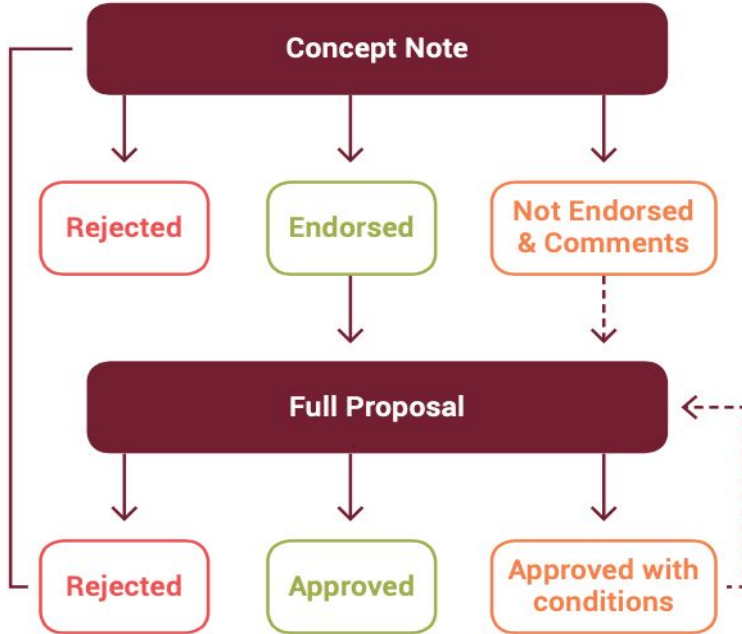 Concept Note
Rejected
Endorsed
Not Endorsed
& Comments
Full Proposal
Rejected
Approved
Approved with
conditions